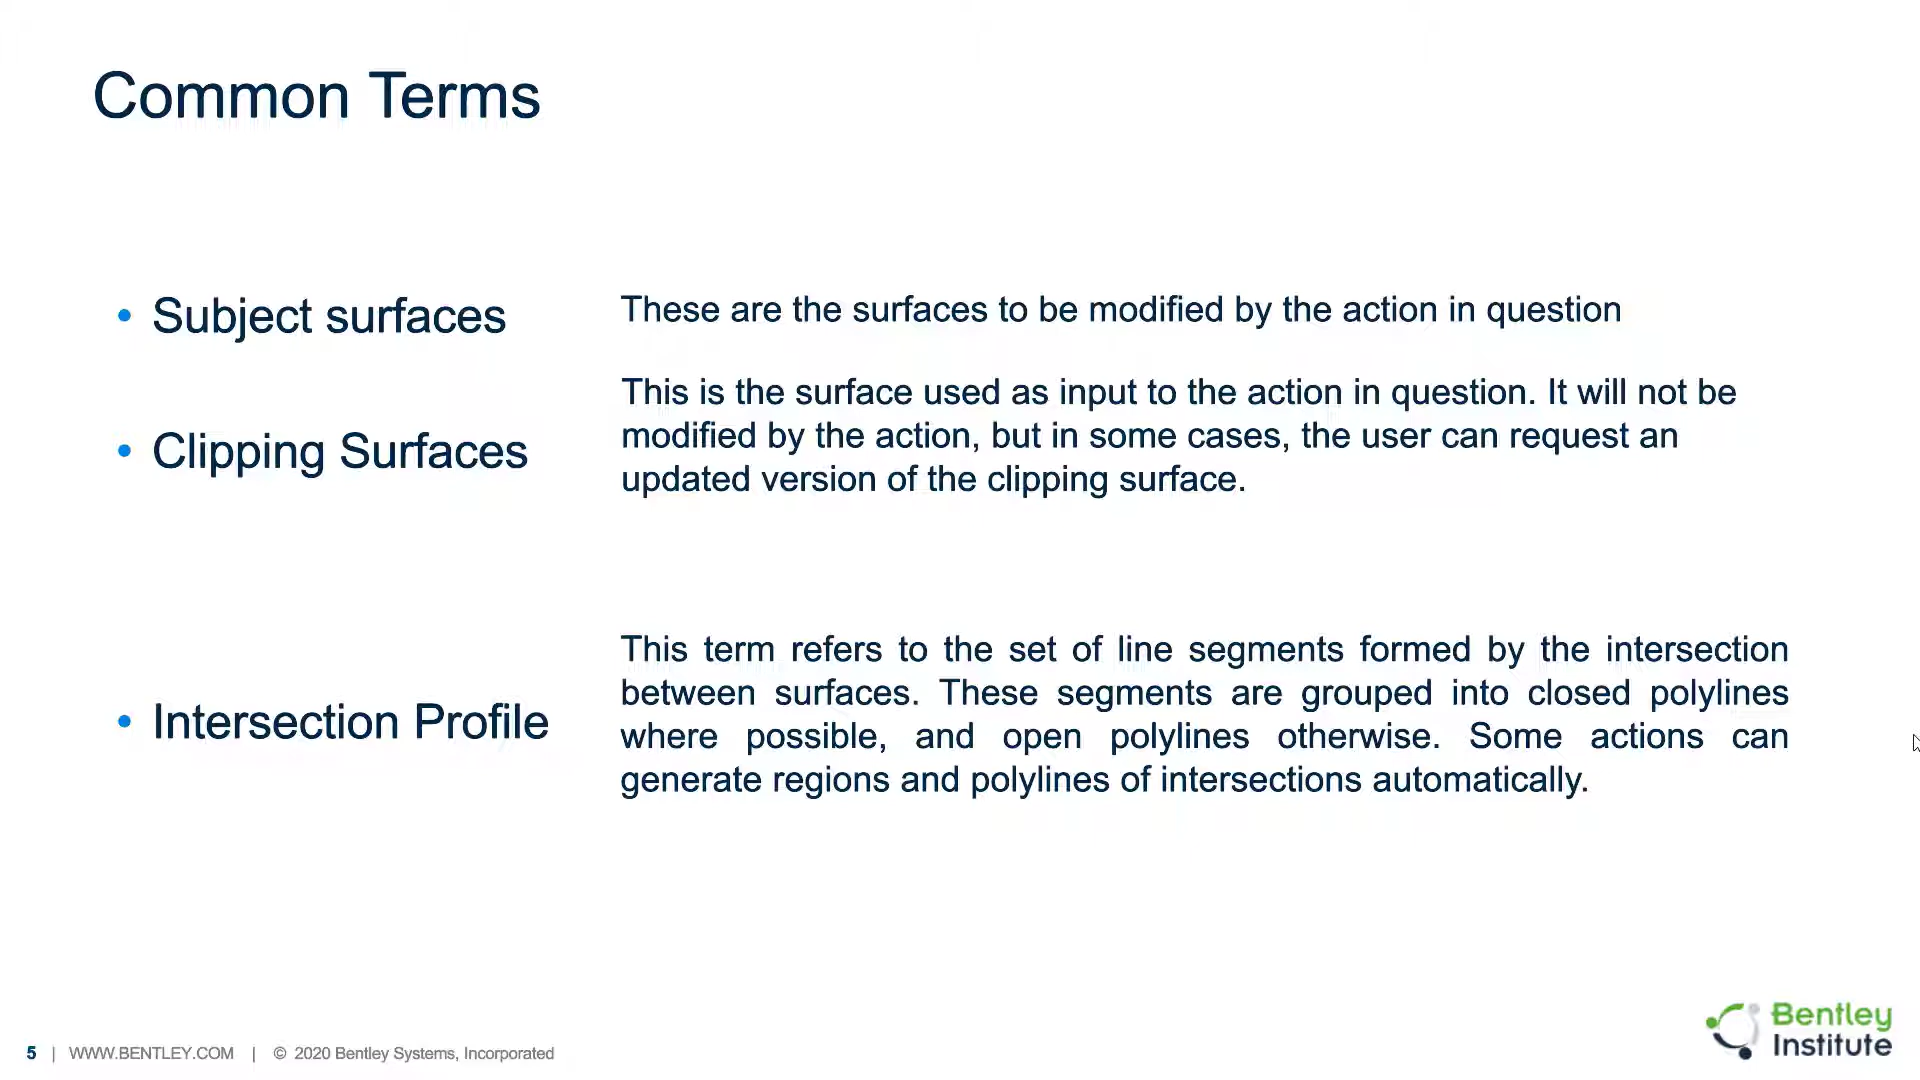 Common Terms
• Subject surfaces
These are the surfaces to be modified by the action in question
• Clipping Surfaces
This is the surface used as input to the action in question. It will not be
modified by the action, but in some cases, the user can request an
updated version of the clipping surface.
• Intersection Profile
This term refers to the set of line segments formed by the intersection
between surfaces. These segments are grouped into closed polylines
where possible, and open polylines otherwise. Some actions can
generate regions and polylines of intersections automatically.
5 | WWW.BENTLEY.COM | © 2020 Bentley Systems, Incorporated
Bentley
Institute